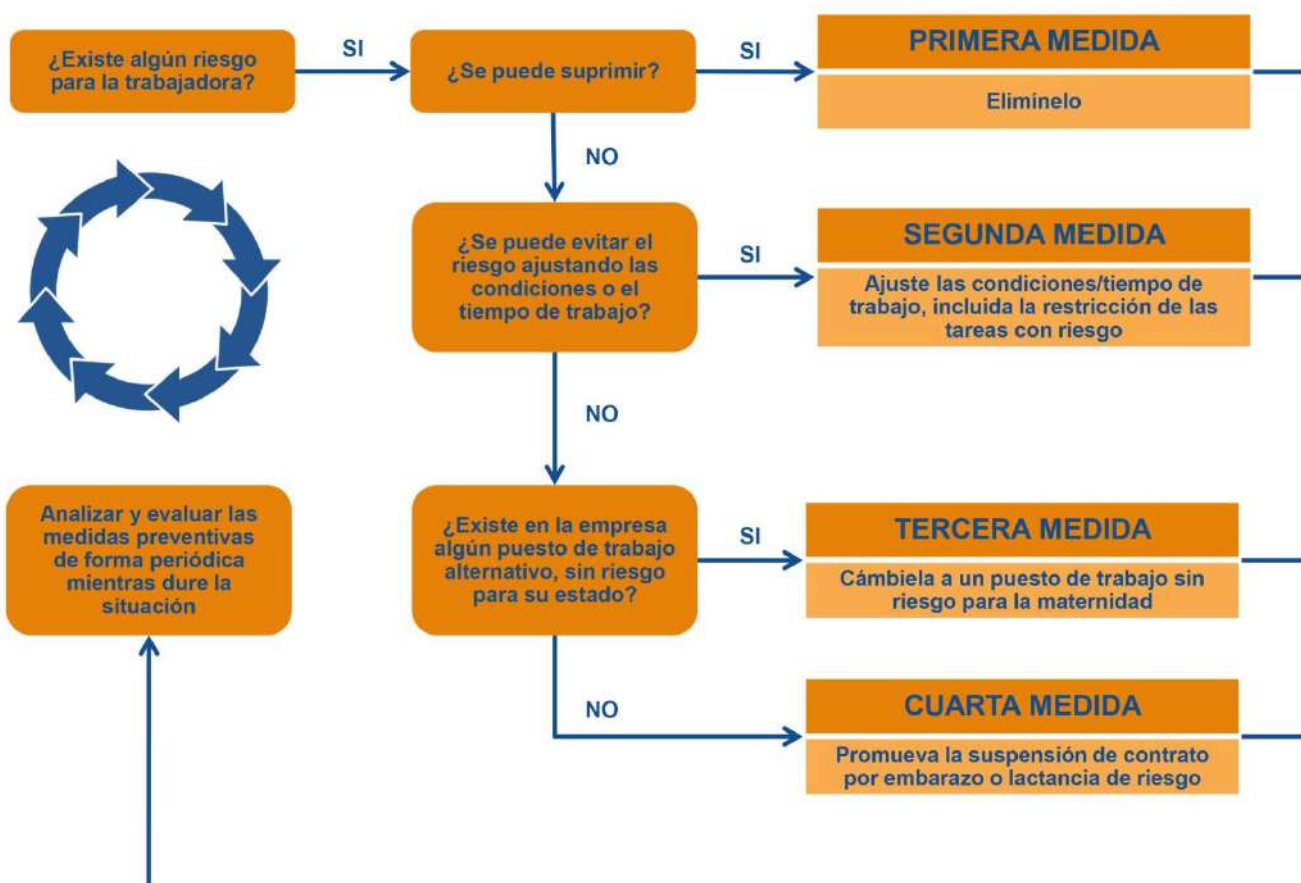 ¿Existe algún riesgo
para la trabajadora?
SI
¿Se puede suprimir?
SI
PRIMERA MEDIDA
Elimínelo
NO
¿Se puede evitar el
riesgo ajustando las
condiciones o el
tiempo de trabajo?
SI
SEGUNDA MEDIDA
Ajuste las condiciones/tiempo de
trabajo, incluida la restricción de las
tareas con riesgo
NO
Analizar y evaluar las
medidas preventivas
de forma periódica
mientras dure la
situación
¿Existe en la empresa
algún puesto de trabajo
alternativo, sin riesgo
para su estado?
SI
TERCERA MEDIDA
Cámbiela a un puesto de trabajo sin
riesgo para la maternidad
NO
CUARTA MEDIDA
Promueva la suspensión de contrato
por embarazo o lactancia de riesgo